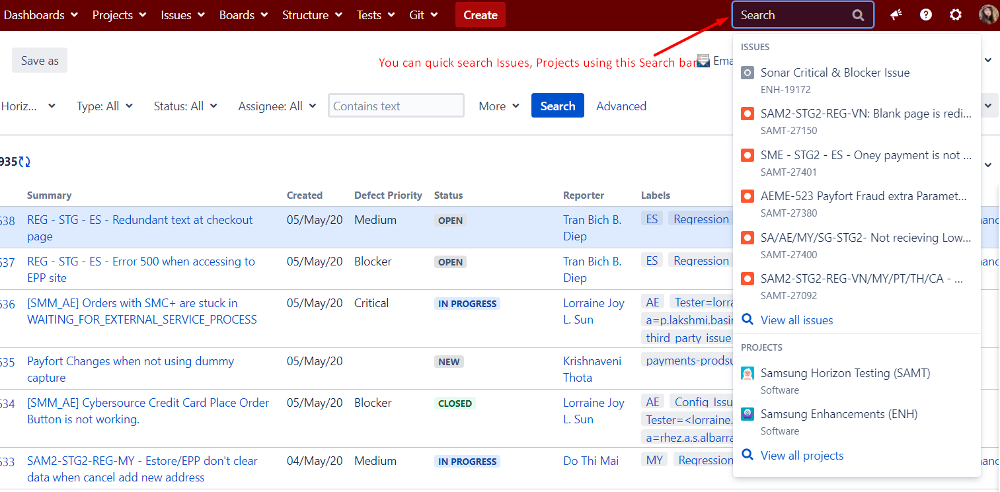 Dashboards Projects Issues Boards Structure Tests Git Create Search
Save as
You can quick search Issues, Projects using this Search bar
Horiz... Type: All Status: All Assignee: All Contains text More Search Advanced
935
Summary Created Defect Priority Status Reporter Labels
538 REG - STG - ES - Redundant text at checkout 05/May/20 Medium OPEN Tran Bich B. ES Regression
page Diep
537 REG - STG - ES - Error 500 when accessing to 05/May/20 Blocker OPEN Tran Bich B. ES Regression
EPP site Diep
536 [SMM_AE] Orders with SMC+ are stuck in 05/May/20 Critical IN PROGRESS Lorraine Joy AE Tester=lorra
WAITING_FOR_EXTERNAL_SERVICE_PROCESS L. Sun a=p.lakshmi.basin
third_party_issue
535 Payfort Changes when not using dummy 05/May/20 NEW Krishnaveni payments-prodsu
capture Thota
534 [SMM_AE] Cybersource Credit Card Place Order 05/May/20 Blocker CLOSED Lorraine Joy AE Config_Issu
Button is not working. L. Sun Tester=<lorraine.
a=rhez.a.s.albarra
533 SAM2-STG2-REG-MY - Estore/EPP don't clear 04/May/20 Medium IN PROGRESS Do Thi Mai MY Regression
data when cancel add new address
ISSUES
Sonar Critical & Blocker Issue
ENH-19172
SAM2-STG2-REG-VN: Blank page is redi...
SAMT-27150
SME - STG2 - ES - Oney payment is not ...
SAMT-27401
AEME-523 Payfort Fraud extra Paramet...
SAMT-27380
SA/AE/MY/SG-STG2- Not recieving Low...
SAMT-27400
SAM2-STG2-REG-VN/MY/PT/TH/CA - ...
SAMT-27092
View all issues
PROJECTS
Samsung Horizon Testing (SAMT)
Software
Samsung Enhancements (ENH)
Software
View all projects